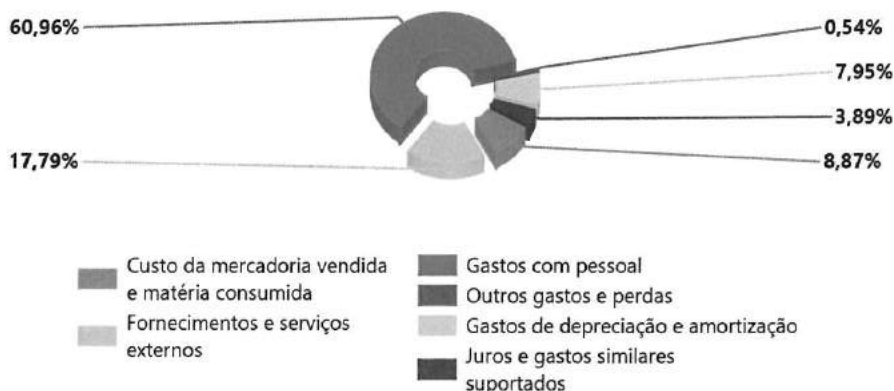 60,96%
0,54%
7,95%
3,89%
17,79%
8,87%
Custo da mercadoria vendida
e matéria consumida
Fornecimentos e serviços
externos
Gastos com pessoal
Outros gastos e perdas
Gastos de depreciação e amortização
Juros e gastos similares
suportados